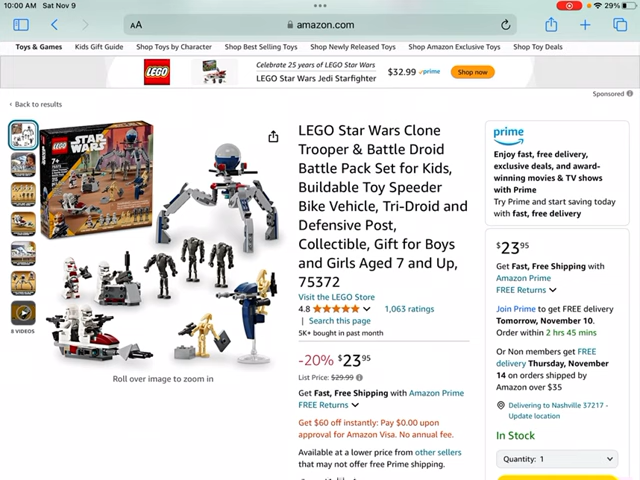 10:00 AM Sat Nov 9
29%
AA
amazon.com
Toys & Games Kids Gift Guide Shop Toys by Character Shop Best Selling Toys Shop Newly Released Toys Shop Amazon Exclusive Toys Shop Toy Deals
LEGO
Celebrate 25 years of LEGO Star Wars
LEGO Star Wars Jedi Starfighter
$32.99 prime
Shop now
Sponsored
‹ Back to results
LEGO STAR WARS
7+
8 VIDEOS
Roll over image to zoom in
LEGO Star Wars Clone
Trooper & Battle Droid
Battle Pack Set for Kids,
Buildable Toy Speeder
Bike Vehicle, Tri-Droid and
Defensive Post,
Collectible, Gift for Boys
and Girls Aged 7 and Up,
75372
Visit the LEGO Store
4.8 1,063 ratings
| Search this page
5K+ bought in past month
-20% $23 95
List Price: $29.99
Get Fast, Free Shipping with Amazon Prime
FREE Returns
Get $60 off instantly: Pay $0.00 upon
approval for Amazon Visa. No annual fee.
Available at a lower price from other sellers
that may not offer free Prime shipping.
prime
Enjoy fast, free delivery,
exclusive deals, and award-
winning movies & TV shows
with Prime
Try Prime and start saving today
with fast, free delivery
$23 95
Get Fast, Free Shipping with
Amazon Prime
FREE Returns
Join Prime to get FREE delivery
Tomorrow, November 10.
Order within 2 hrs 45 mins
Or Non members get FREE
delivery Thursday, November
14 on orders shipped by
Amazon over $35
Delivering to Nashville 37217 -
Update location
In Stock
Quantity: 1